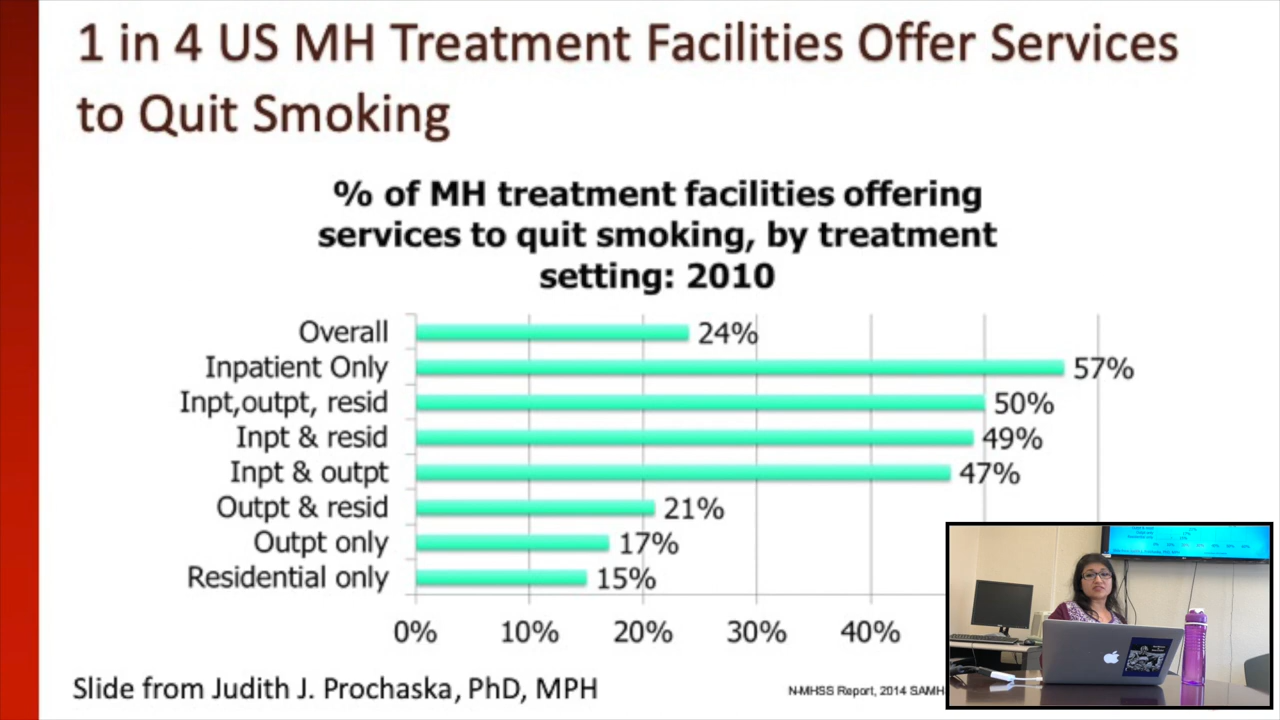 1 in 4 US MH Treatment Facilities Offer Services
to Quit Smoking
% of MH treatment facilities offering
services to quit smoking, by treatment
setting: 2010
Overall 24%
Inpatient Only 57%
Inpt,outpt, resid 50%
Inpt & resid 49%
Inpt & outpt 47%
Outpt & resid 21%
Outpt only 17%
Residential only 15%
0% 10% 20% 30% 40%
Slide from Judith J. Prochaska, PhD, MPH
N-MHSS Report, 2014 SAMH